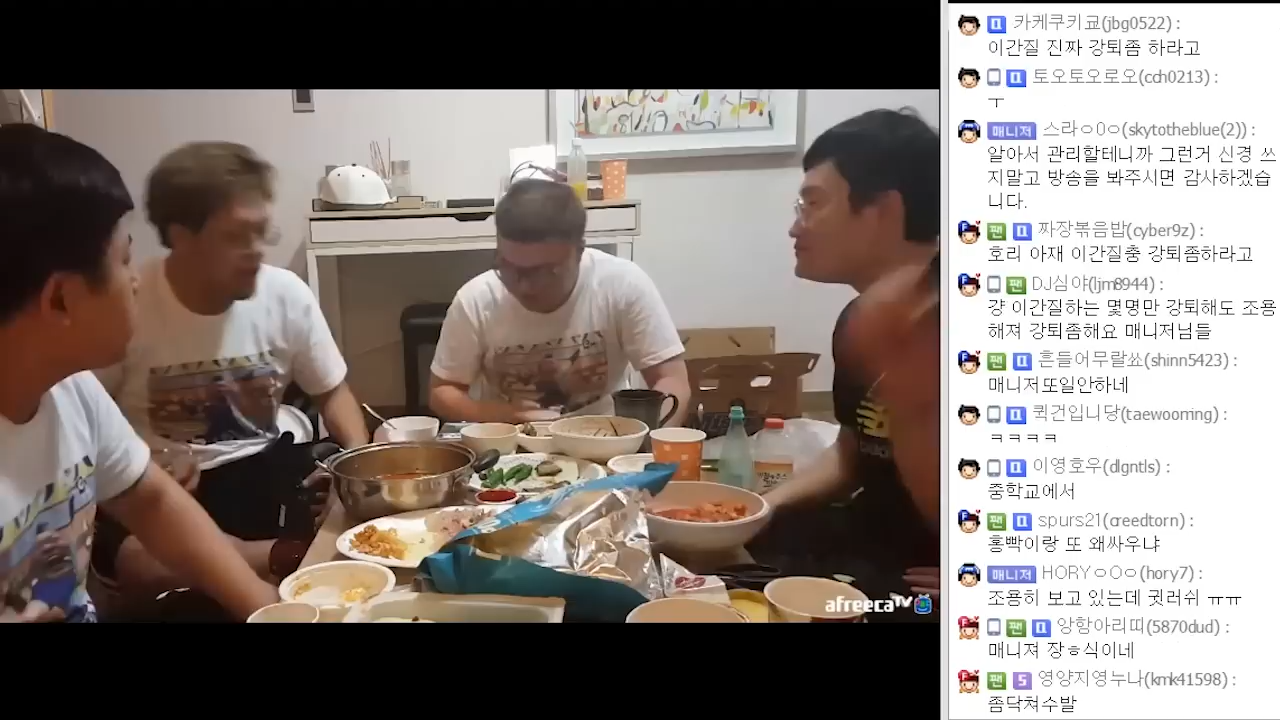 카케쿠키쿄(jbg0522) :
이간질 진짜 강퇴좀 하라고
토오토오로오(cch0213) :
ㅜ
매니저 스라ㅇ0ㅇ(skytotheblue(2)) :
알아서 관리할테니까 그런거 신경 쓰
지말고 방송을 봐주시면 감사하겠습
니다.
팬 짜장볶음밥(cyber9z) :
호리 아재 이간질충 강퇴좀하라고
팬 DJ심야(ljm8944) :
걍 이간질하는 몇명만 강퇴해도 조용
해져 강퇴좀해요 매니저님들
팬 흔들어무랄쑈(shinn5423) :
매니저또일안하네
퀵건입니당(taewooming) :
ㅋㅋㅋㅋ
이영호우(dlgntls) :
중학교에서
팬 spurs21(creedtorn) :
홍빡이랑 또 왜싸우냐
매니저 HORYㅇ0ㅇ(hory7) :
조용히 보고 있는데 귓러쉬 ㅠㅠ
팬 앙항아리띠(5870dud) :
매니져 장ㅎ식이네
팬 S 영양지영누나(kmk41598) :
좀닥쳐수발
afreecaTV